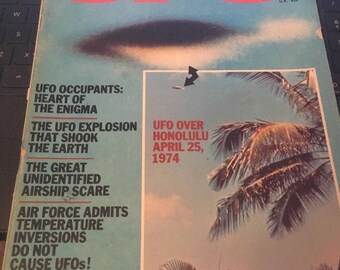 UFO OCCUPANTS:
HEART OF
THE ENIGMA
THE UFO EXPLOSION
THAT SHOOK
THE EARTH
THE GREAT
UNIDENTIFIED
AIRSHIP SCARE
AIR FORCE ADMITS
TEMPERATURE
INVERSIONS
DO NOT
CAUSE UFOs!
UFO OVER
HONOLULU
APRIL 25,
1974